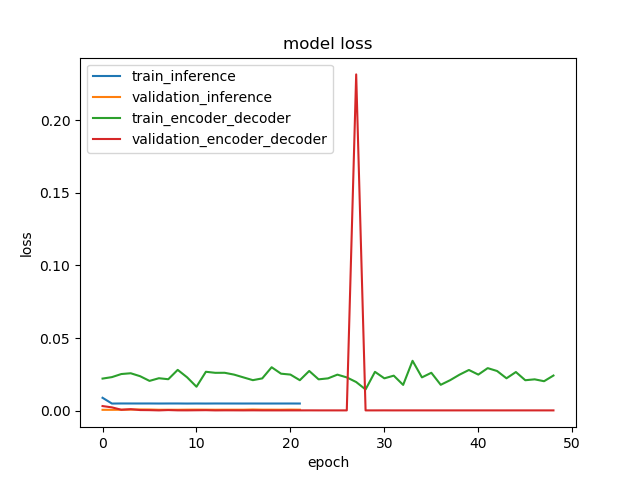 model loss
train_inference
validation_inference
train_encoder_decoder
validation_encoder_decoder
loss
0.20
0.15
0.10
0.05
0.00
0
10
20
30
40
50
epoch